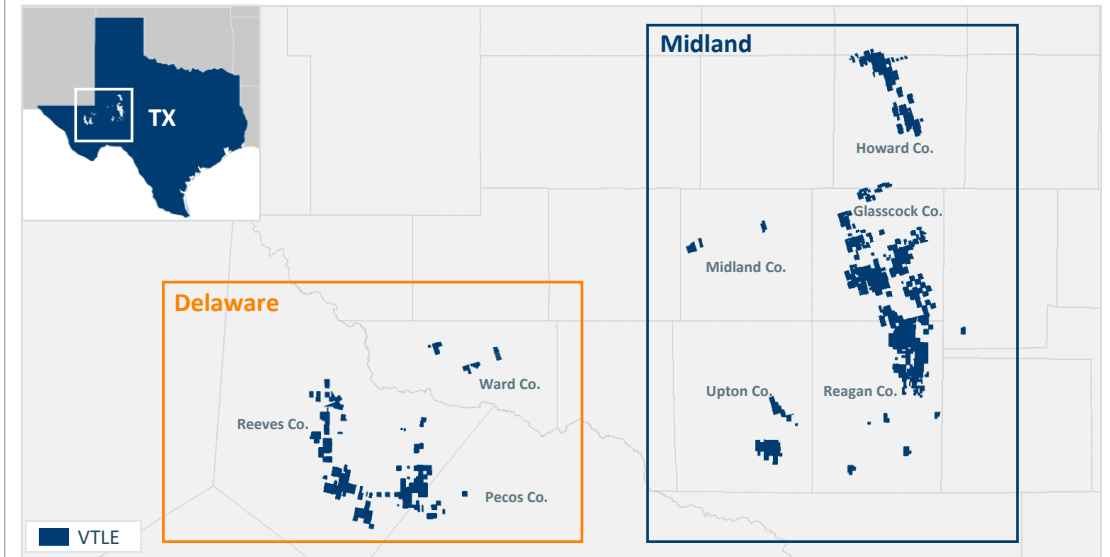 TX
Midland
Howard Co.
Glasscock Co.
Midland Co.
Upton Co.
Reagan Co.
Delaware
Ward Co.
Reeves Co.
Pecos Co.
VTLE